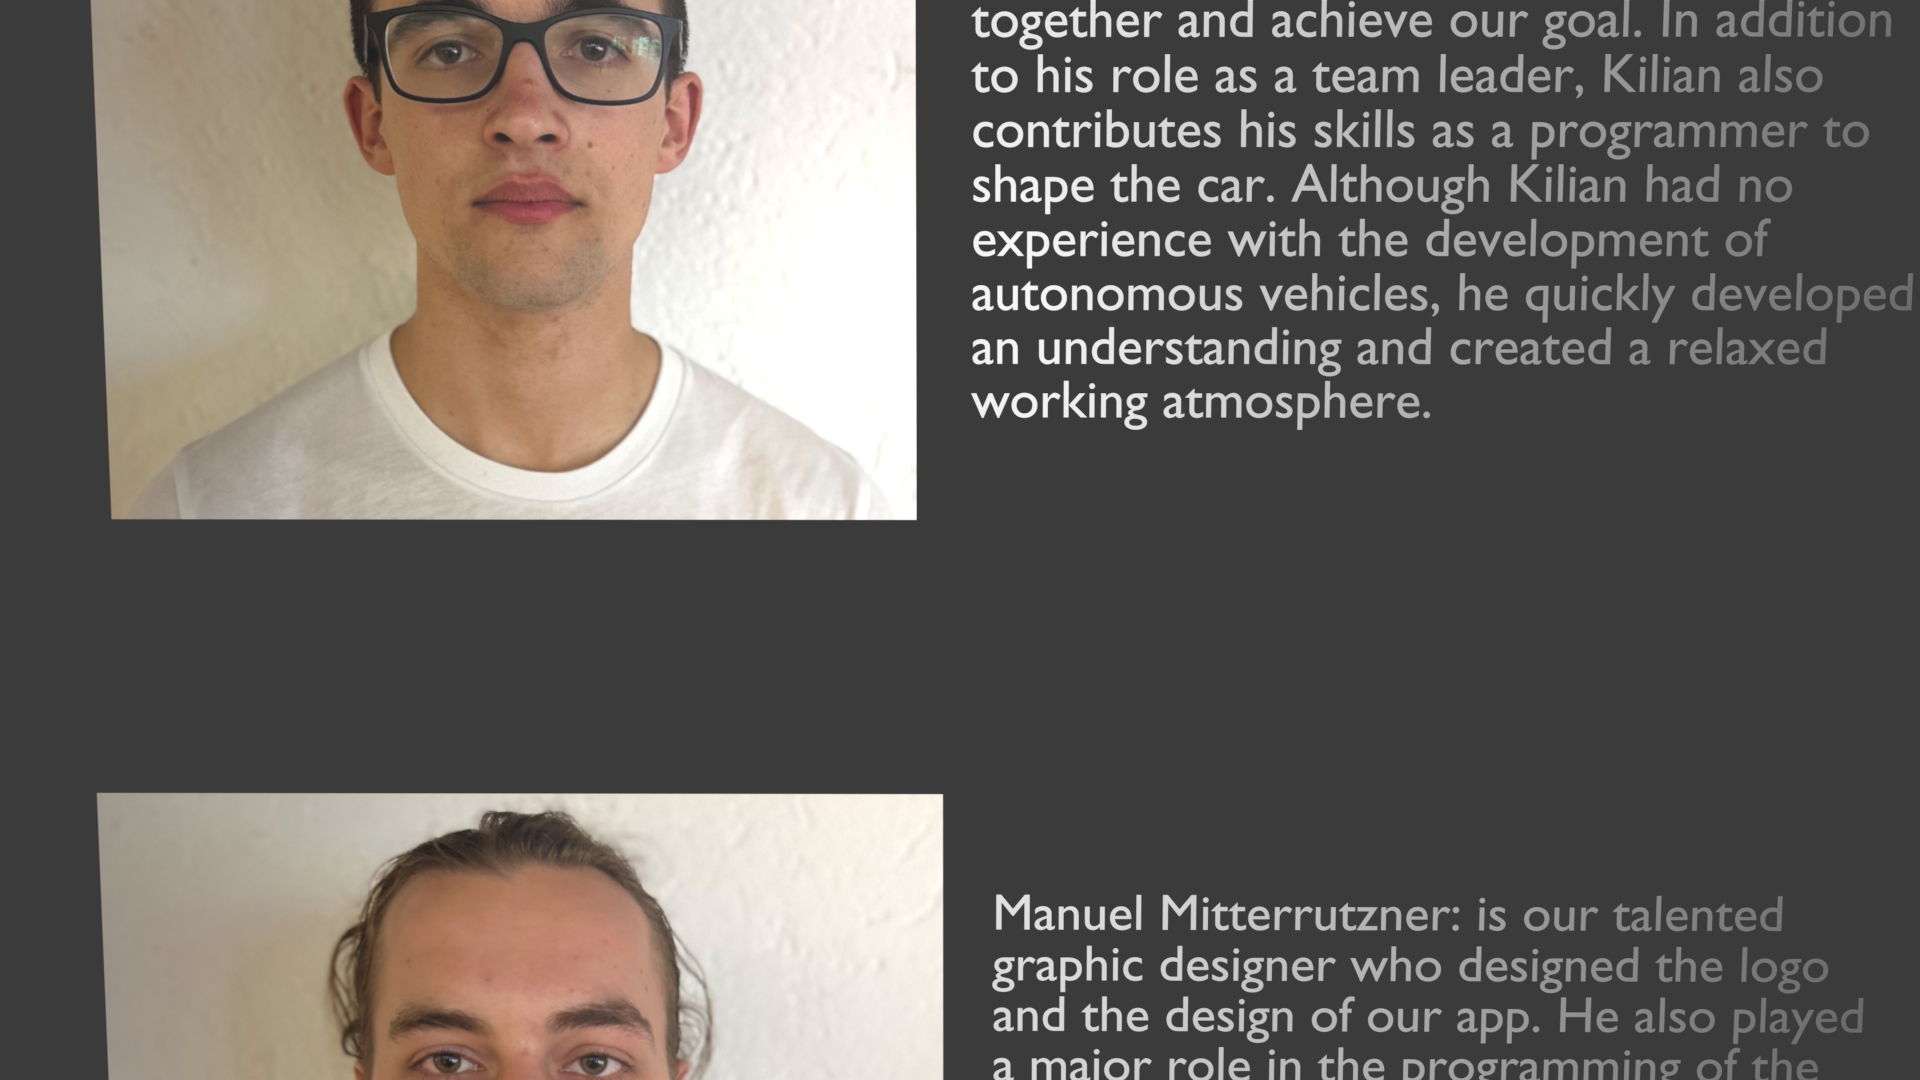 together and achieve our goal. In addition
to his role as a team leader, Kilian also
contributes his skills as a programmer to
shape the car. Although Kilian had no
experience with the development of
autonomous vehicles, he quickly developed
an understanding and created a relaxed
working atmosphere.
Manuel Mitterrutzner: is our talented
graphic designer who designed the logo
and the design of our app. He also played
a major role in the programming of the